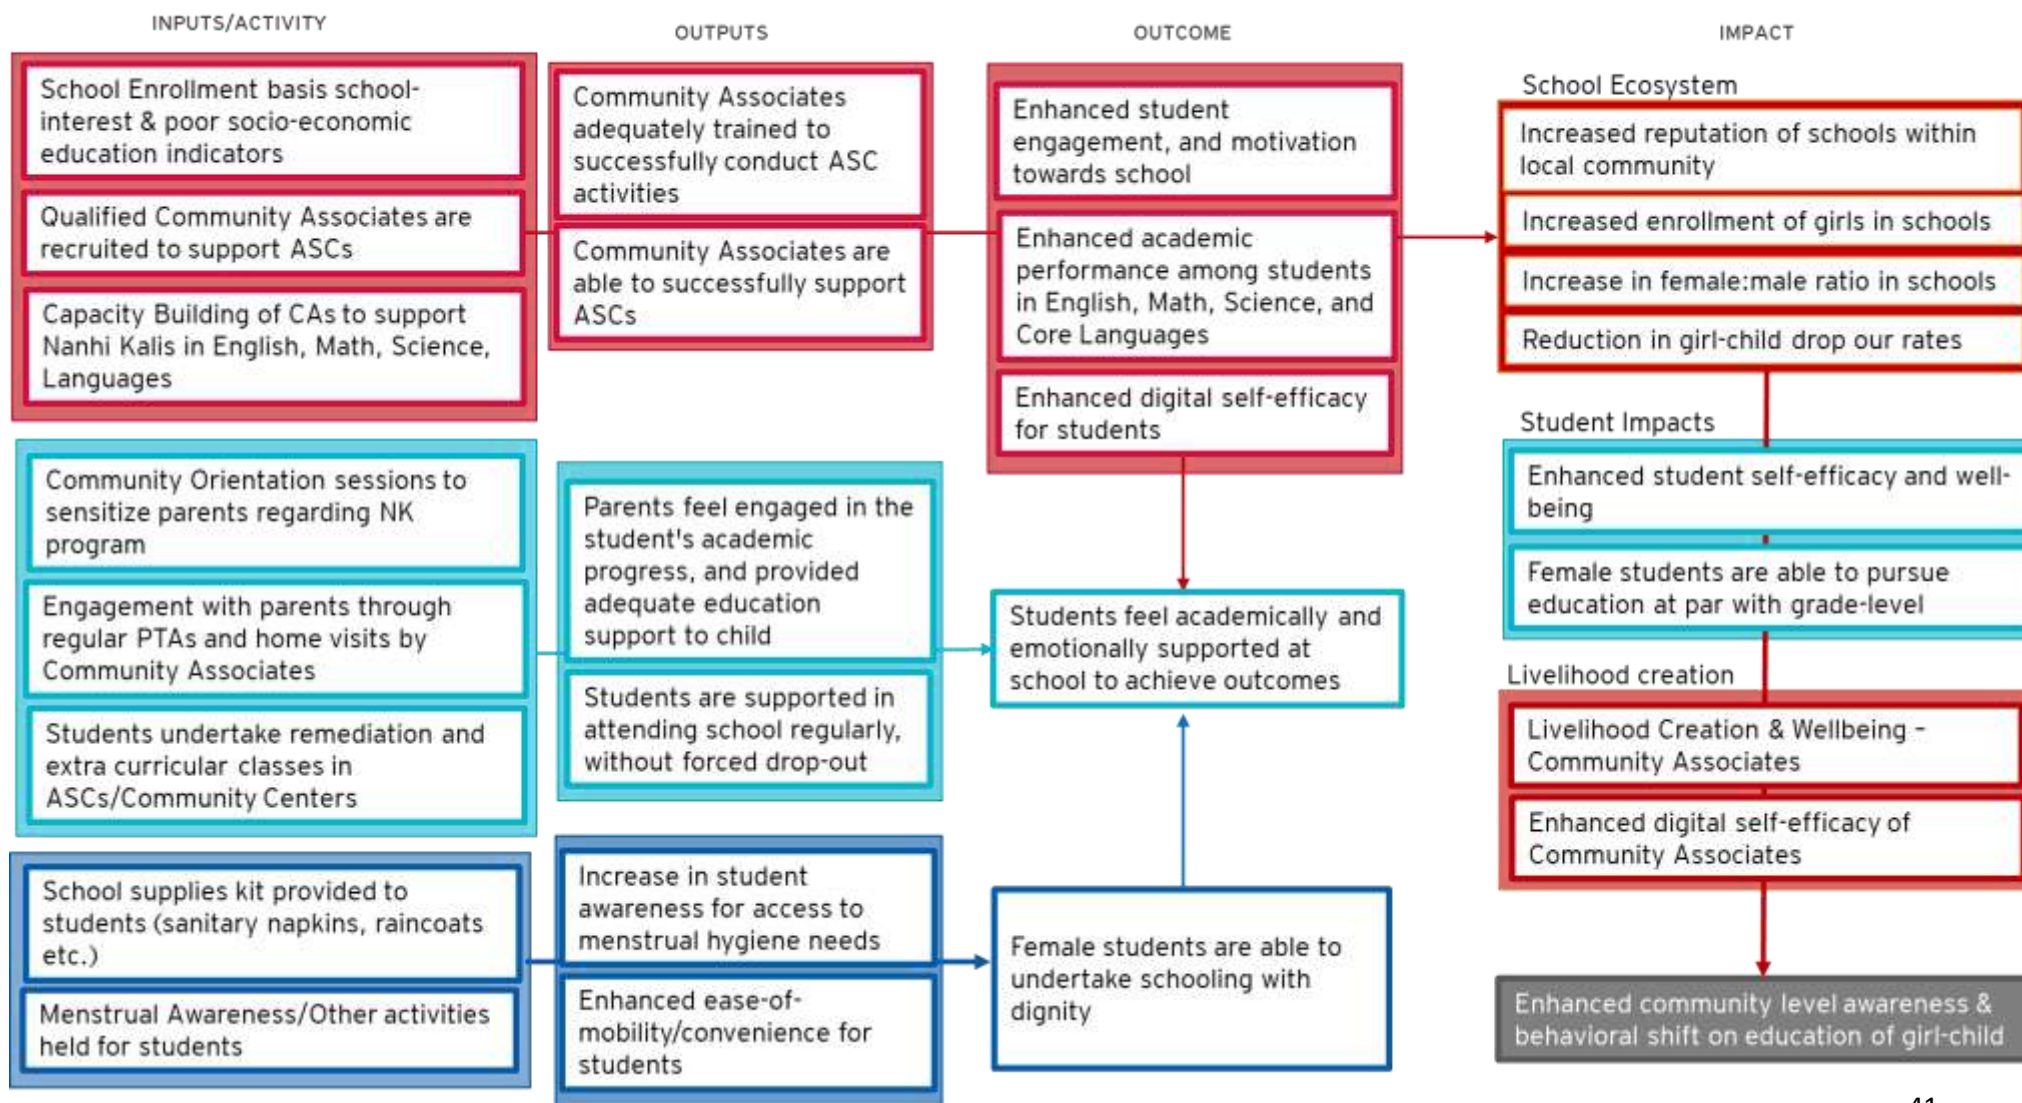 INPUTS/ACTIVITY
OUTPUTS
OUTCOME
IMPACT
School Enrollment basis school-
interest & poor socio-economic
education indicators
Qualified Community Associates are
recruited to support ASCs
Capacity Building of CAs to support
Nanhi Kalis in English, Math, Science,
Languages
Community Associates
adequately trained to
successfully conduct ASC
activities
Community Associates are
able to successfully support
ASCs
Enhanced student
engagement, and motivation
towards school
Enhanced academic
performance among students
in English, Math, Science, and
Core Languages
Enhanced digital self-efficacy
for students
School Ecosystem
Increased reputation of schools within
local community
Increased enrollment of girls in schools
Increase in female:male ratio in schools
Reduction in girl-child drop our rates
Community Orientation sessions to
sensitize parents regarding NK
program
Engagement with parents through
regular PTAs and home visits by
Community Associates
Students undertake remediation and
extra curricular classes in
ASCs/Community Centers
Parents feel engaged in the
student's academic
progress, and provided
adequate education
support to child
Students are supported in
attending school regularly,
without forced drop-out
Students feel academically and
emotionally supported at
school to achieve outcomes
Student Impacts
Enhanced student self-efficacy and well-
being
Female students are able to pursue
education at par with grade-level
Livelihood creation
Livelihood Creation & Wellbeing –
Community Associates
Enhanced digital self-efficacy of
Community Associates
School supplies kit provided to
students (sanitary napkins, raincoats
etc.)
Menstrual Awareness/Other activities
held for students
Increase in student
awareness for access to
menstrual hygiene needs
Enhanced ease-of-
mobility/convenience for
students
Female students are able to
undertake schooling with
dignity
Enhanced community level awareness &
behavioral shift on education of girl-child